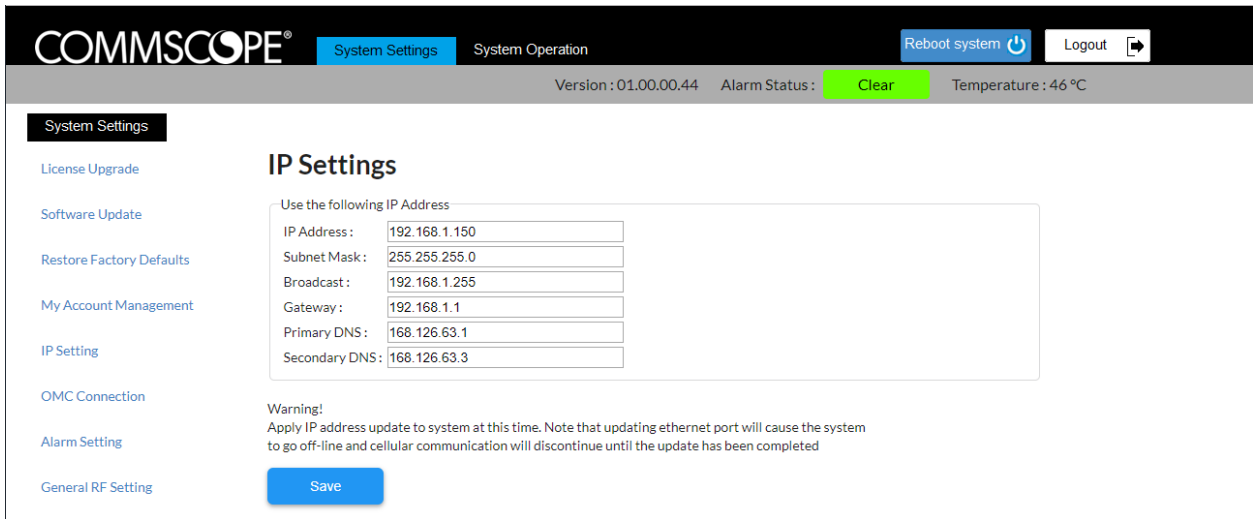 COMMSCOPE® System Settings System Operation Reboot system Logout
Version : 01.00.00.44 Alarm Status : Clear Temperature : 46 ºC
System Settings
License Upgrade
Software Update
Restore Factory Defaults
My Account Management
IP Setting
OMC Connection
Alarm Setting
General RF Setting
IP Settings
Use the following IP Address
IP Address : 192.168.1.150
Subnet Mask : 255.255.255.0
Broadcast : 192.168.1.255
Gateway : 192.168.1.1
Primary DNS : 168.126.63.1
Secondary DNS : 168.126.63.3
Warning!
Apply IP address update to system at this time. Note that updating ethernet port will cause the system
to go off-line and cellular communication will discontinue until the update has been completed
Save